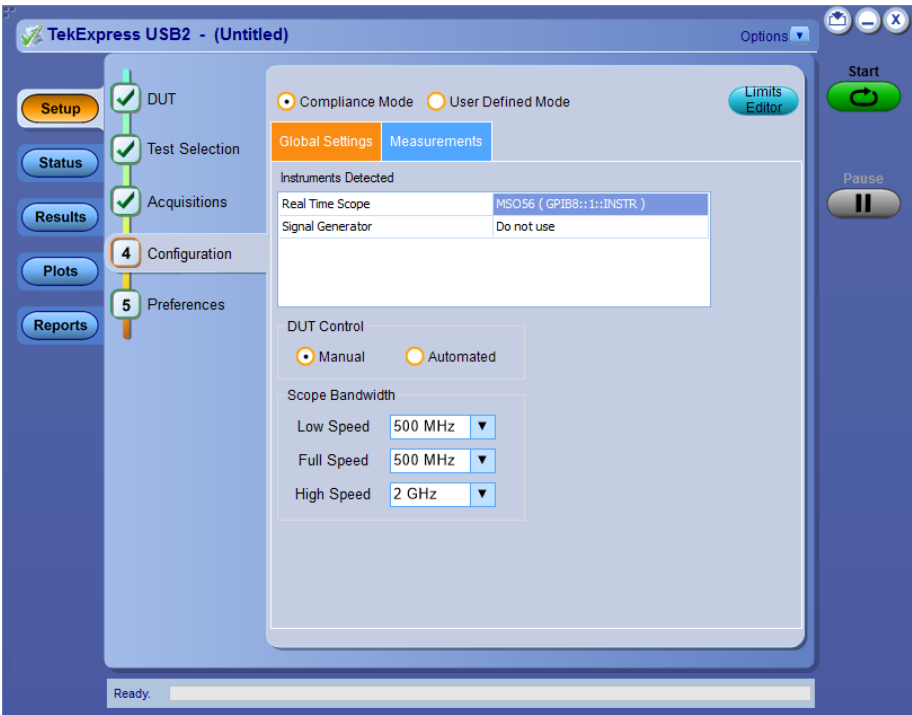 TekExpress USB2 - (Untitled)
Options
Start
Pause
Setup
Status
Results
Plots
Reports
DUT
Test Selection
Acquisitions
4 Configuration
5 Preferences
Compliance Mode User Defined Mode
Limits
Editor
Global Settings Measurements
Instruments Detected
Real Time Scope MSO56 ( GPIB8::1::INSTR )
Signal Generator Do not use
DUT Control
Manual Automated
Scope Bandwidth
Low Speed 500 MHz
Full Speed 500 MHz
High Speed 2 GHz
Ready.